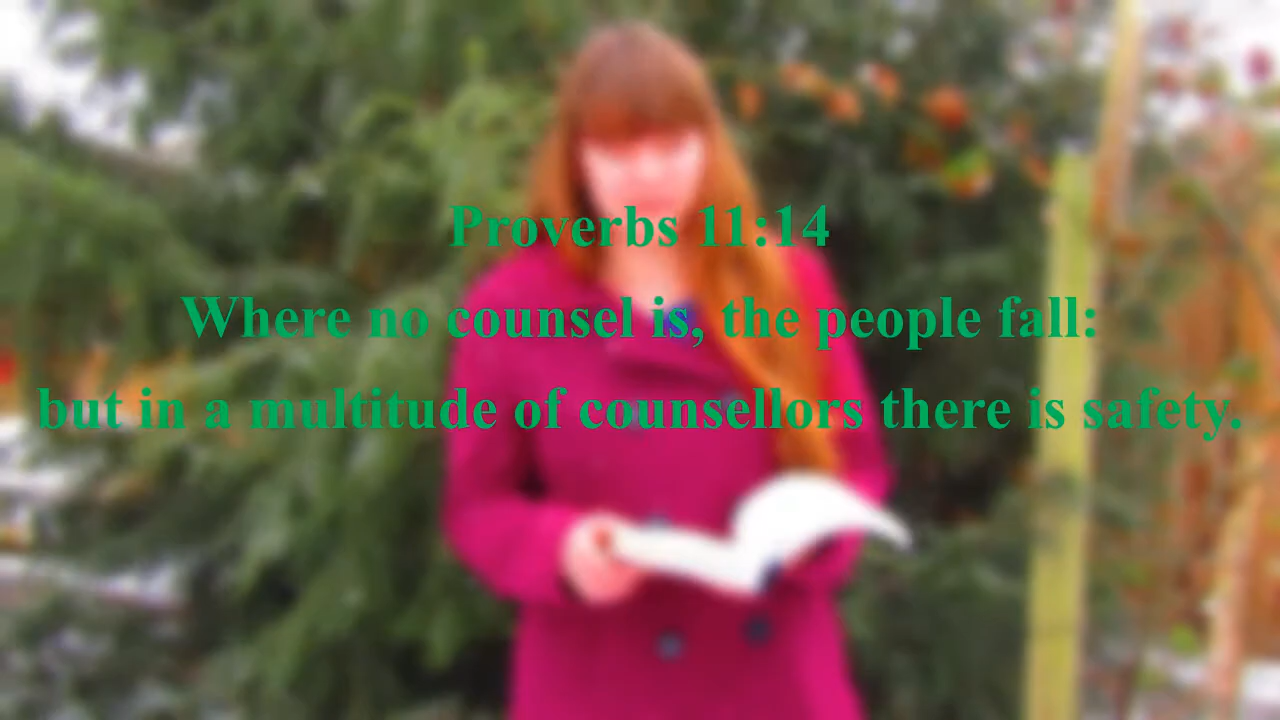 Proverbs 11:14
Where no counsel is, the people fall:
but in a multitude of counsellors there is safety.